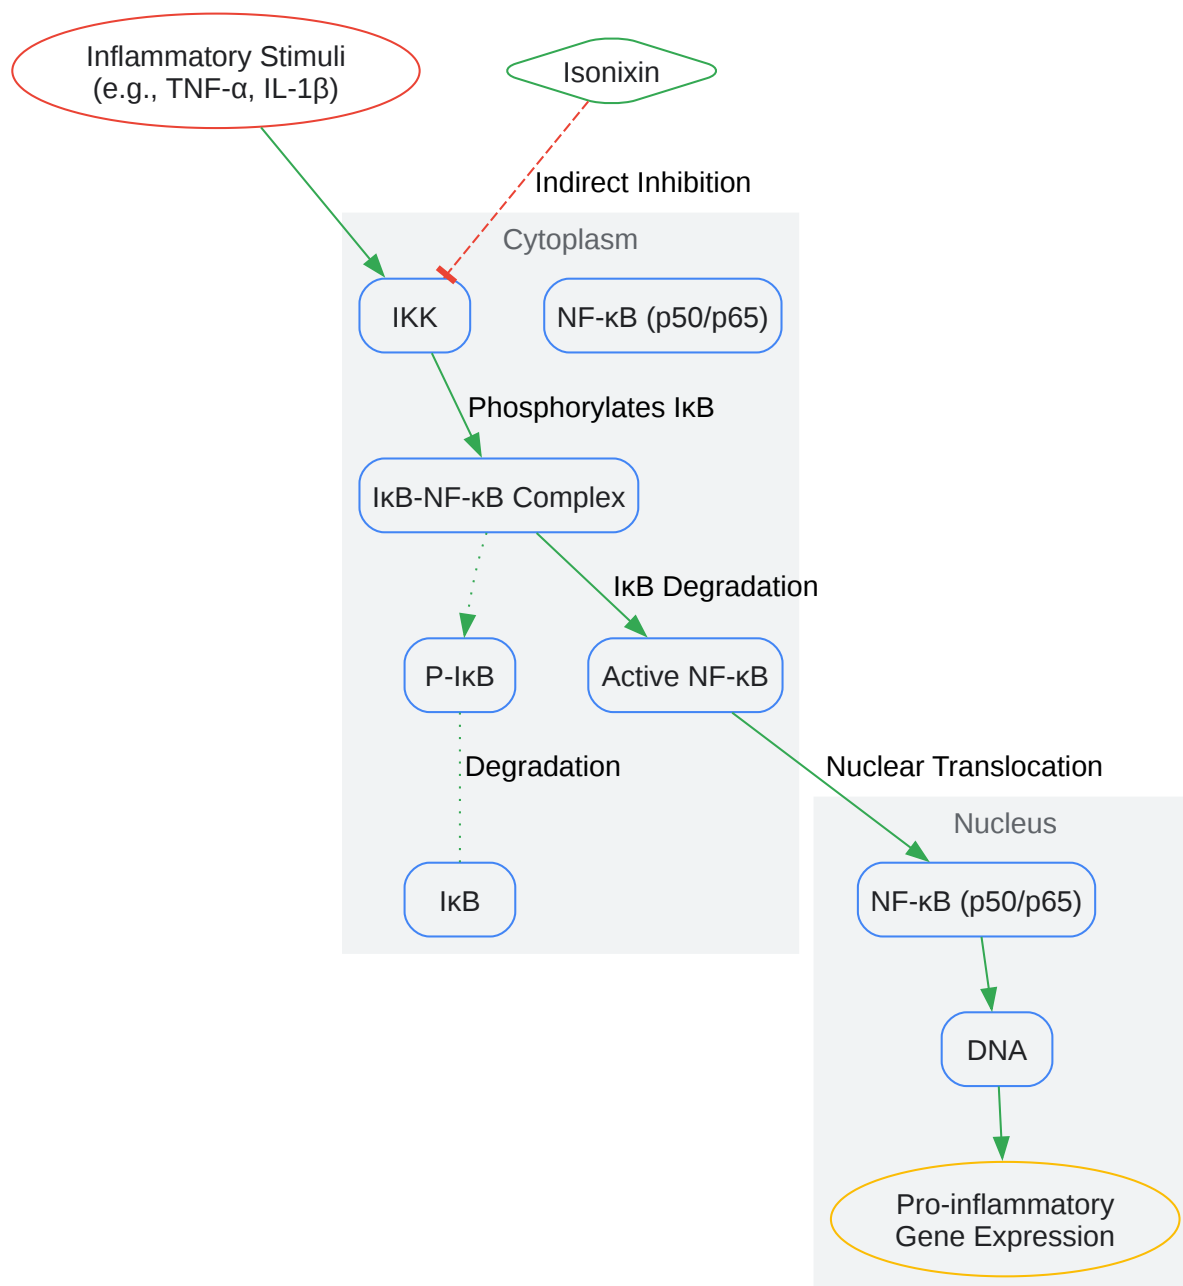 Inflammatory Stimuli
(e.g., TNF-α, IL-1β)
Isonixin
Indirect Inhibition
Cytoplasm
IKK
NF-κB (p50/p65)
Phosphorylates IκB
IκB-NF-κB Complex
IκB Degradation
P-IκB
Active NF-κB
Degradation
Nuclear Translocation
Nucleus
IκB
NF-κB (p50/p65)
DNA
Pro-inflammatory
Gene Expression